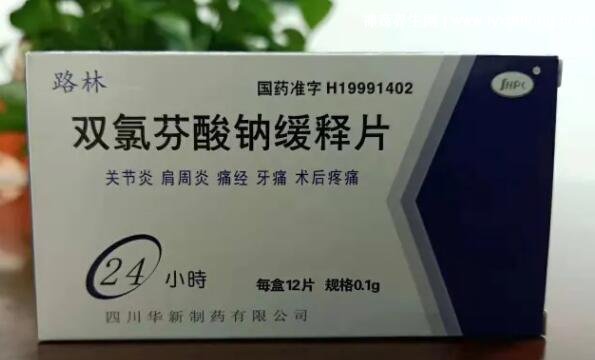 路林
国药准字 H19991402
SHPC
双氯芬酸钠缓释片
关节炎 肩周炎 痛经 牙痛 术后疼痛
24 小時
每盒12片 规格0.1g
四川华新制药有限公司